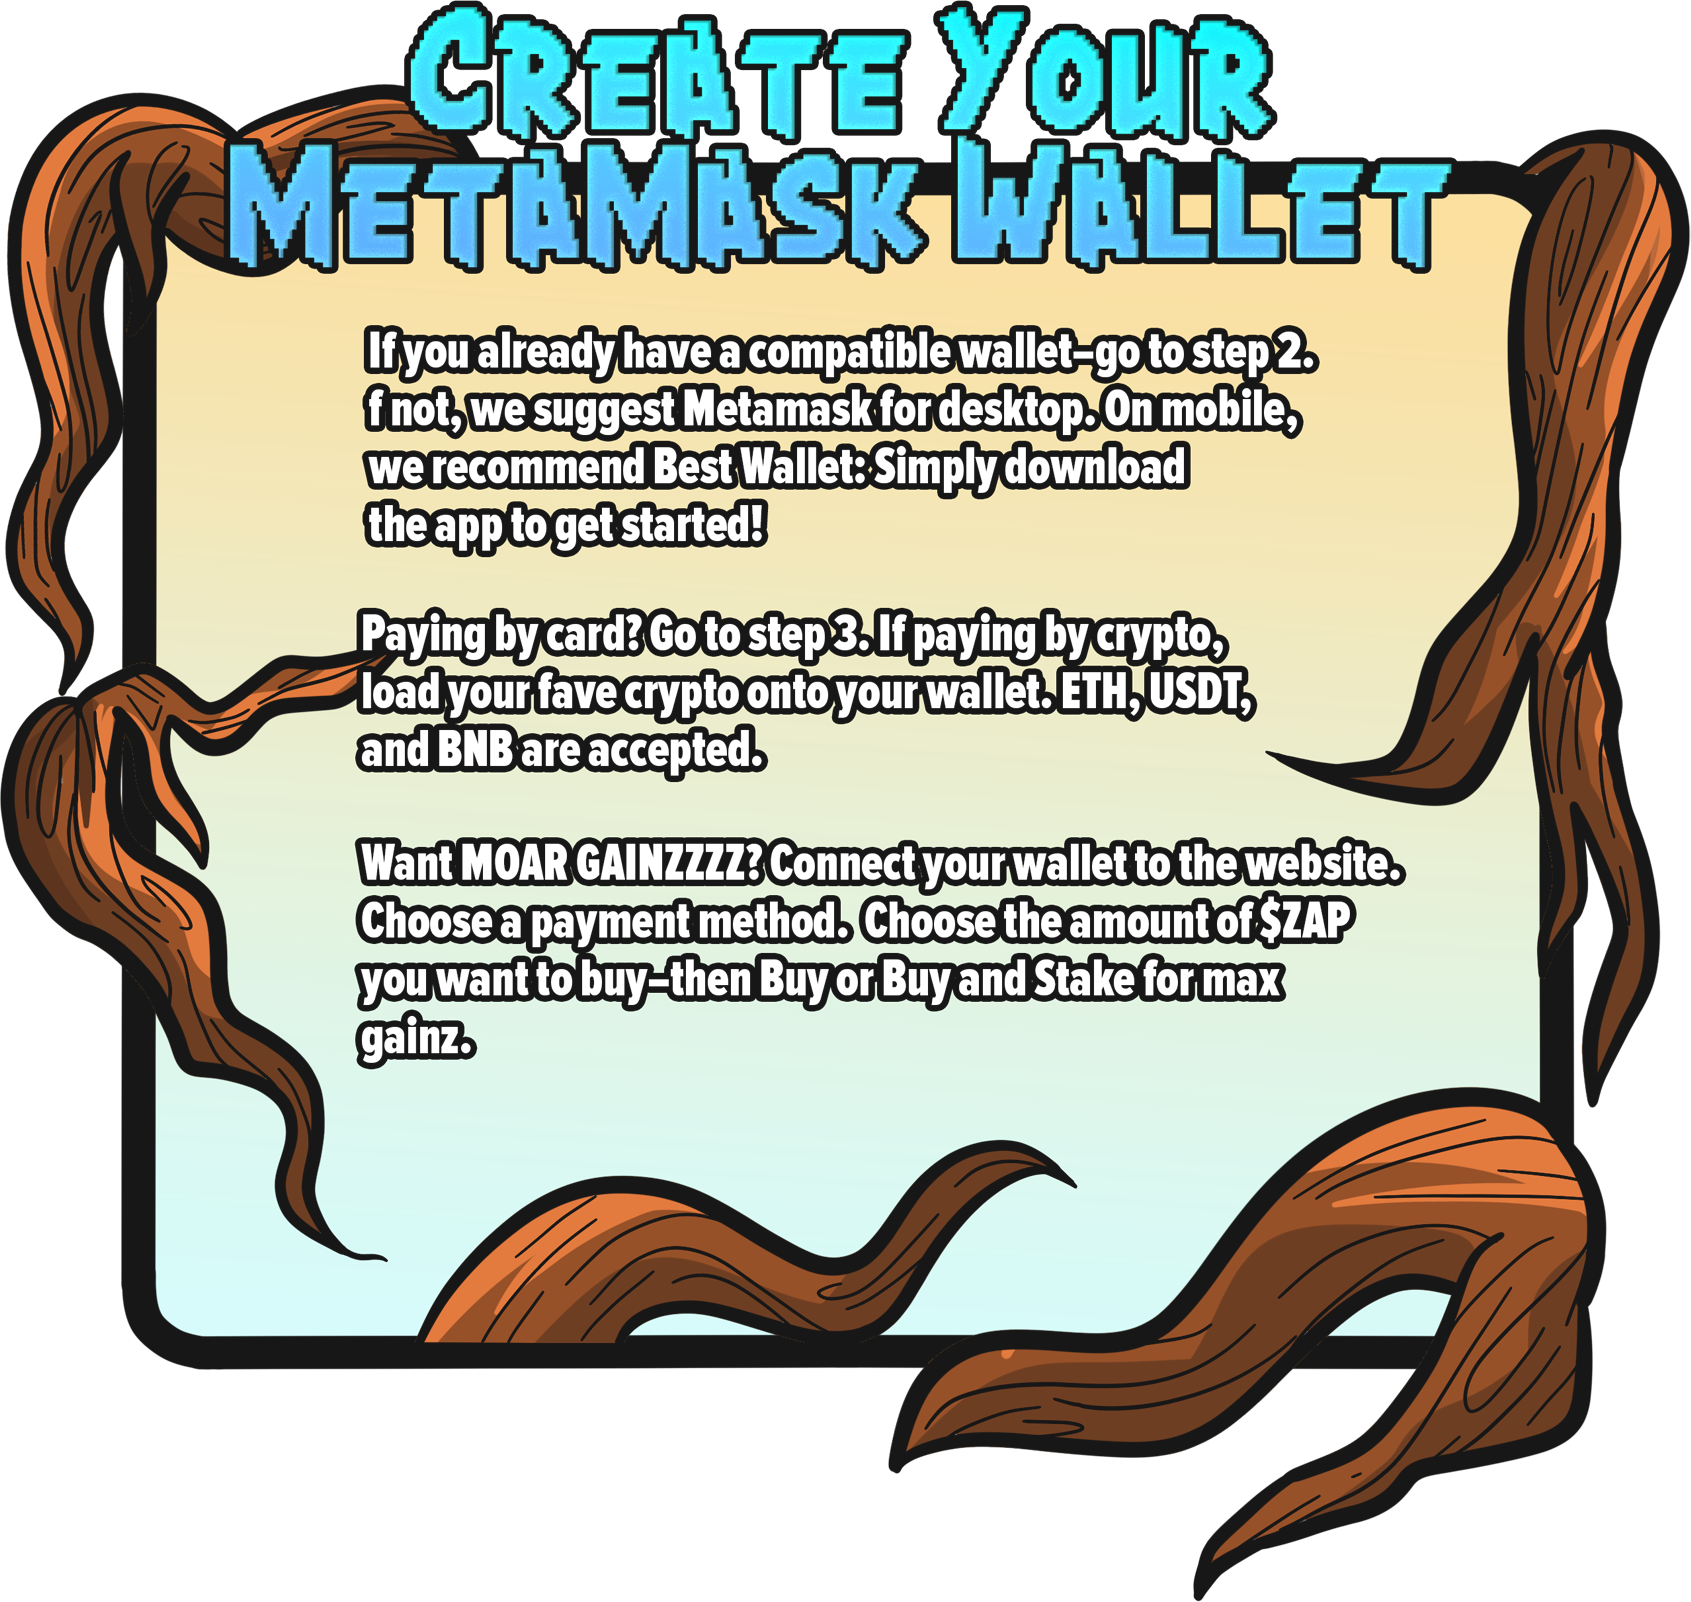 Create Your
MetaMask Wallet
If you already have a compatible wallet–go to step 2.
f not, we suggest Metamask for desktop. On mobile,
we recommend Best Wallet: Simply download
the app to get started!
Paying by card? Go to step 3. If paying by crypto,
load your fave crypto onto your wallet. ETH, USDT,
and BNB are accepted.
Want MOAR GAINZZZZ? Connect your wallet to the website.
Choose a payment method.  Choose the amount of $ZAP
you want to buy–then Buy or Buy and Stake for max
gainz.